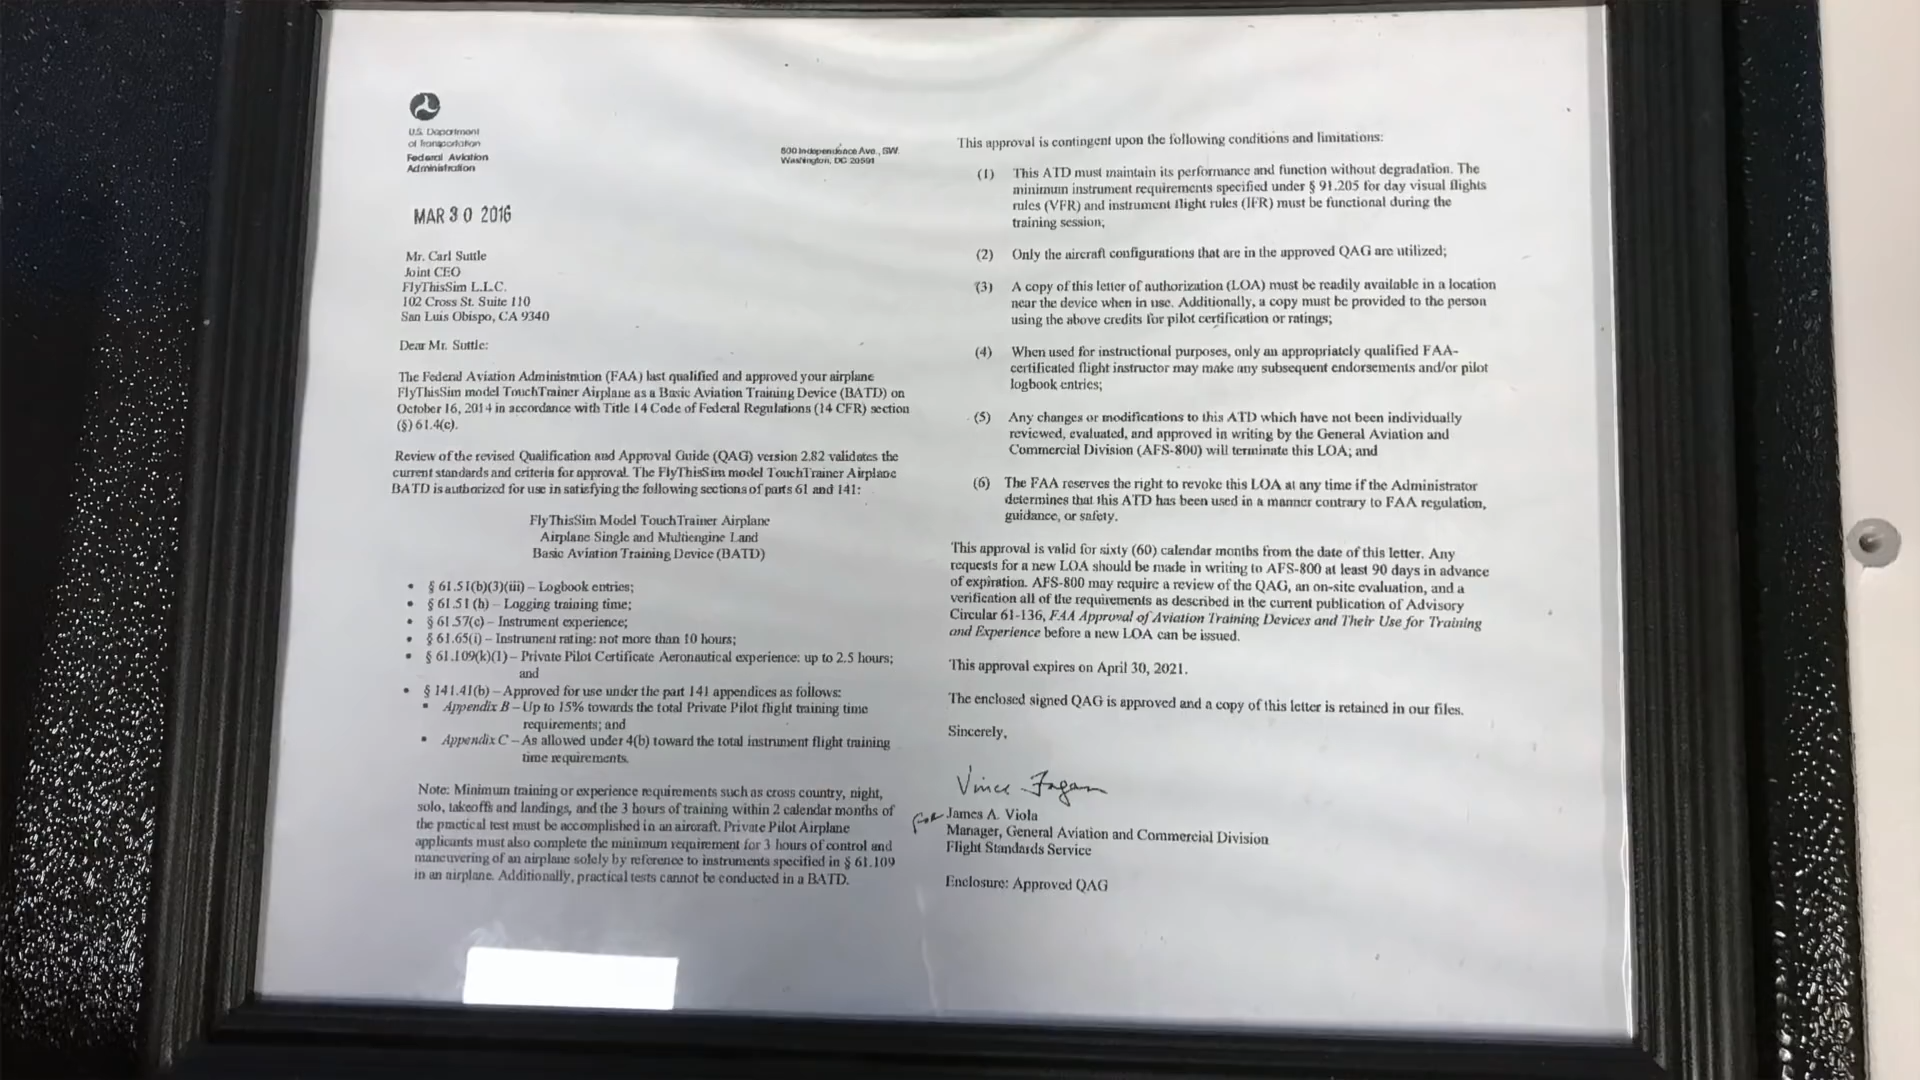 U.S. Department
of Transportation
Federal Aviation
Administration
800 Independence Ave., SW.
Washington, DC 20591
MAR 30 2016
Mr. Carl Suttle
Joint CEO
FlyThisSim L.L.C.
102 Cross St. Suite 110
San Luis Obispo, CA 9340
Dear Mr. Suttle:
The Federal Aviation Administration (FAA) last qualified and approved your airplane
FlyThisSim model TouchTrainer Airplane as a Basic Aviation Training Device (BATD) on
October 16, 2014 in accordance with Title 14 Code of Federal Regulations (14 CFR) section
(§) 61.4(c).
Review of the revised Qualification and Approval Guide (QAG) version 2.82 validates the
current standards and criteria for approval. The FlyThisSim model TouchTrainer Airplane
BATD is authorized for use in satisfying the following sections of parts 61 and 141:
FlyThisSim Model TouchTrainer Airplane
Airplane Single and Multiengine Land
Basic Aviation Training Device (BATD)
• § 61.51(b)(3)(iii) – Logbook entries;
• § 61.51 (h) – Logging training time;
• § 61.57(c) – Instrument experience;
• § 61.65(i) – Instrument rating: not more than 10 hours;
• § 61.109(k)(1) – Private Pilot Certificate Aeronautical experience: up to 2.5 hours;
and
• § 141.41(b) – Approved for use under the part 141 appendices as follows:
▪ Appendix B – Up to 15% towards the total Private Pilot flight training time
requirements; and
▪ Appendix C – As allowed under 4(b) toward the total instrument flight training
time requirements.
Note: Minimum training or experience requirements such as cross country, night,
solo, takeoffs and landings, and the 3 hours of training within 2 calendar months of
the practical test must be accomplished in an aircraft. Private Pilot Airplane
applicants must also complete the minimum requirement for 3 hours of control and
maneuvering of an airplane solely by reference to instruments specified in § 61.109
in an airplane. Additionally, practical tests cannot be conducted in a BATD.
This approval is contingent upon the following conditions and limitations:
(1) This ATD must maintain its performance and function without degradation. The
minimum instrument requirements specified under § 91.205 for day visual flights
rules (VFR) and instrument flight rules (IFR) must be functional during the
training session;
(2) Only the aircraft configurations that are in the approved QAG are utilized;
(3) A copy of this letter of authorization (LOA) must be readily available in a location
near the device when in use. Additionally, a copy must be provided to the person
using the above credits for pilot certification or ratings;
(4) When used for instructional purposes, only an appropriately qualified FAA-
certificated flight instructor may make any subsequent endorsements and/or pilot
logbook entries;
(5) Any changes or modifications to this ATD which have not been individually
reviewed, evaluated, and approved in writing by the General Aviation and
Commercial Division (AFS-800) will terminate this LOA; and
(6) The FAA reserves the right to revoke this LOA at any time if the Administrator
determines that this ATD has been used in a manner contrary to FAA regulation,
guidance, or safety.
This approval is valid for sixty (60) calendar months from the date of this letter. Any
requests for a new LOA should be made in writing to AFS-800 at least 90 days in advance
of expiration. AFS-800 may require a review of the QAG, an on-site evaluation, and a
verification all of the requirements as described in the current publication of Advisory
Circular 61-136, FAA Approval of Aviation Training Devices and Their Use for Training
and Experience before a new LOA can be issued.
This approval expires on April 30, 2021.
The enclosed signed QAG is approved and a copy of this letter is retained in our files.
Sincerely,
Vince Fagan
for James A. Viola
Manager, General Aviation and Commercial Division
Flight Standards Service
Enclosure: Approved QAG